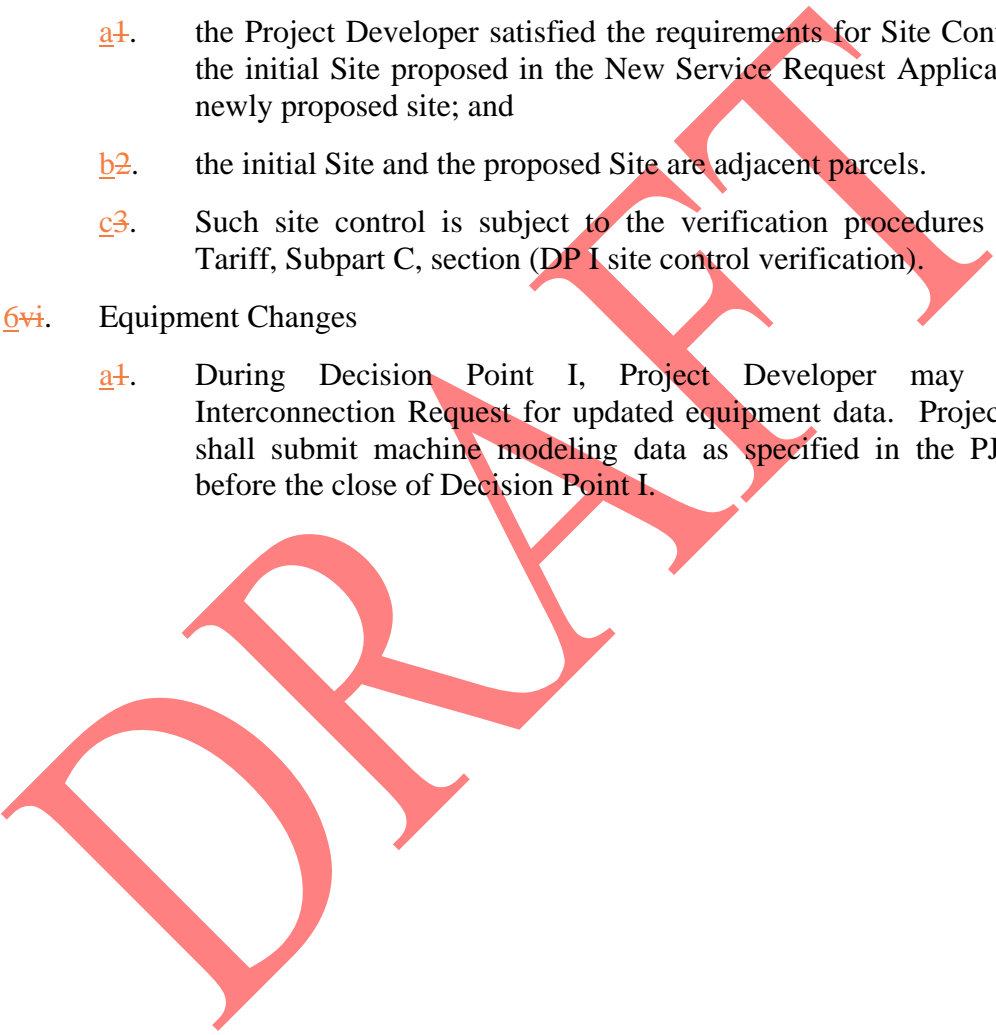 a1. the Project Developer satisfied the requirements for Site
the initial Site proposed in the New Service Request
newly proposed site; and
b2. the initial Site and the proposed Site are adjacent parcels.
c3. Such site control is subject to the verification procedures
Tariff, Subpart C, section (DP I site control verification).
6vi. Equipment Changes
a1. During Decision Point I, Project Developer may
Interconnection Request for updated equipment data. Project
shall submit machine modeling data as specified in the
before the close of Decision Point I.
DRAFT